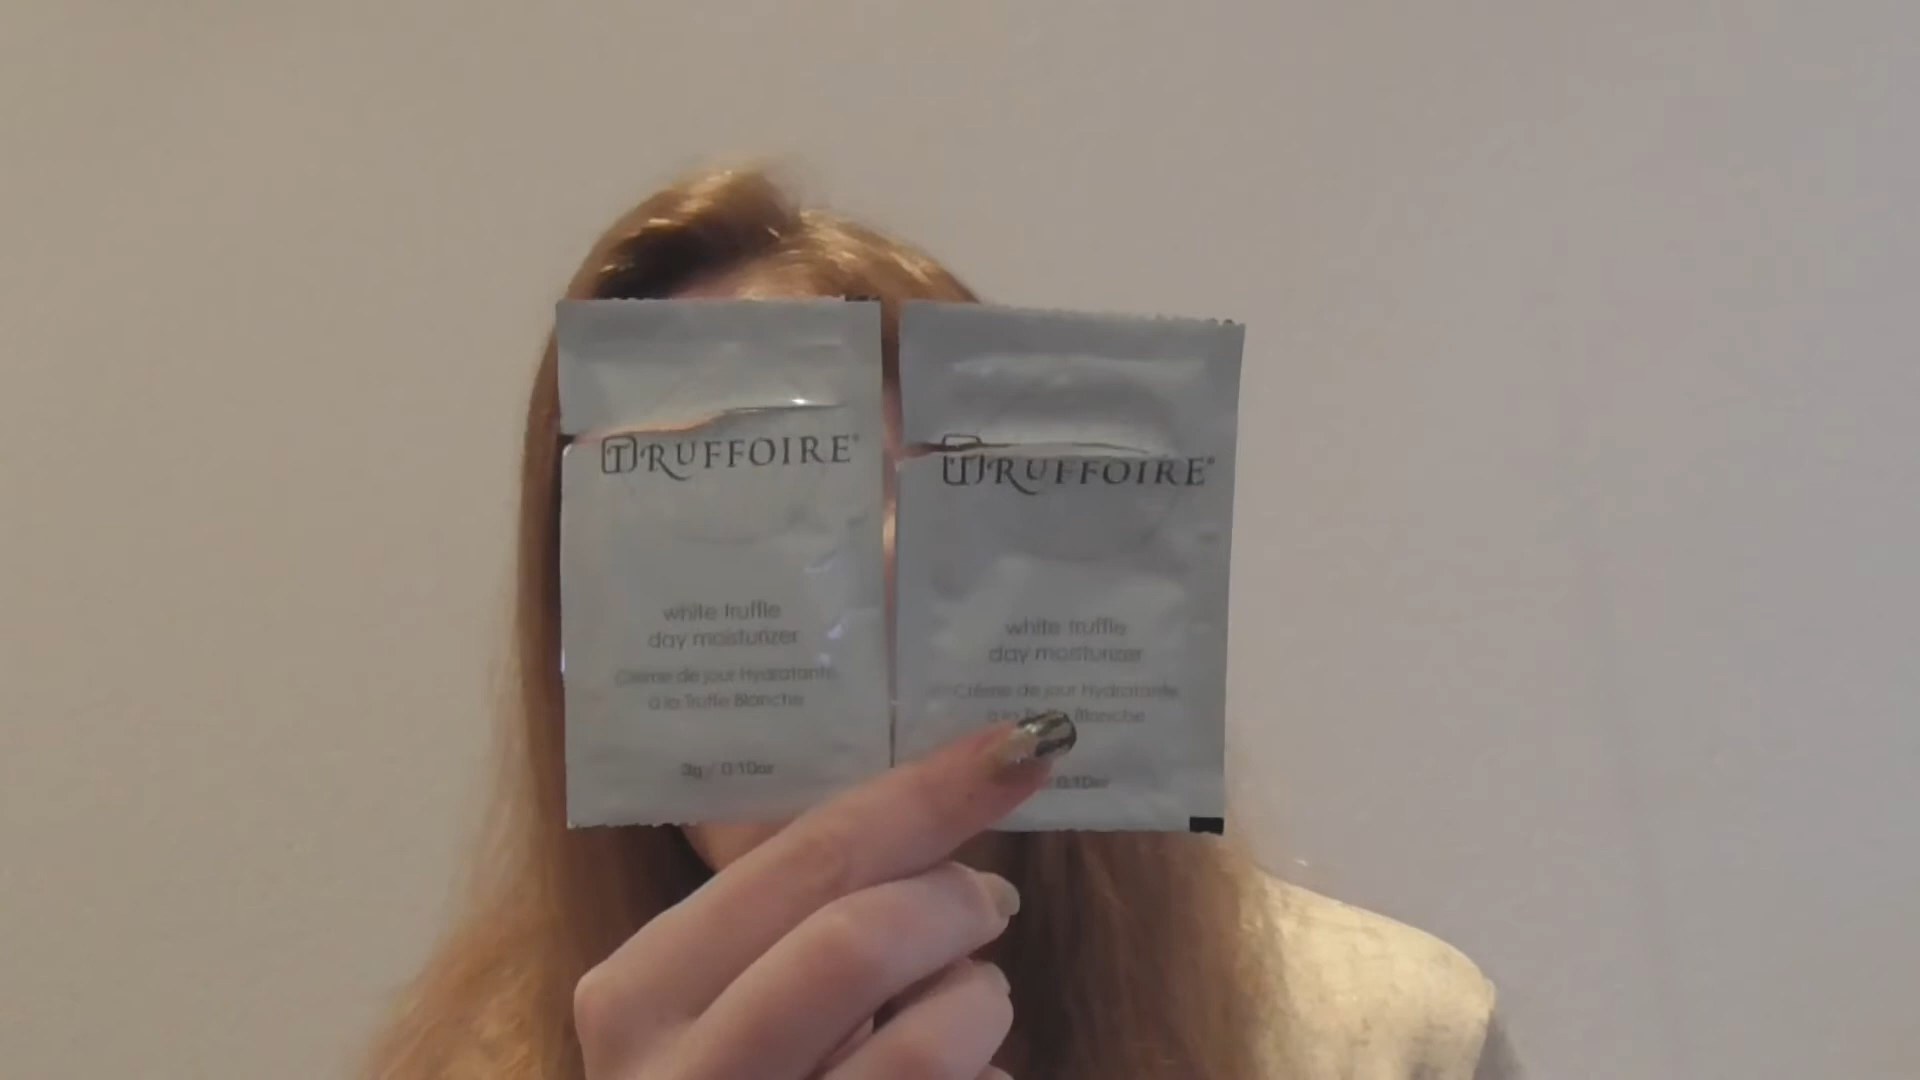 TRUFFOIRE®
white truffle
day moisturizer
Crème de jour Hydratante
à la Truffe Blanche
3g / 0.10oz
TRUFFOIRE®
white truffle
day moisturizer
Crème de jour Hydratante
à la Blanche
/ 0.10oz